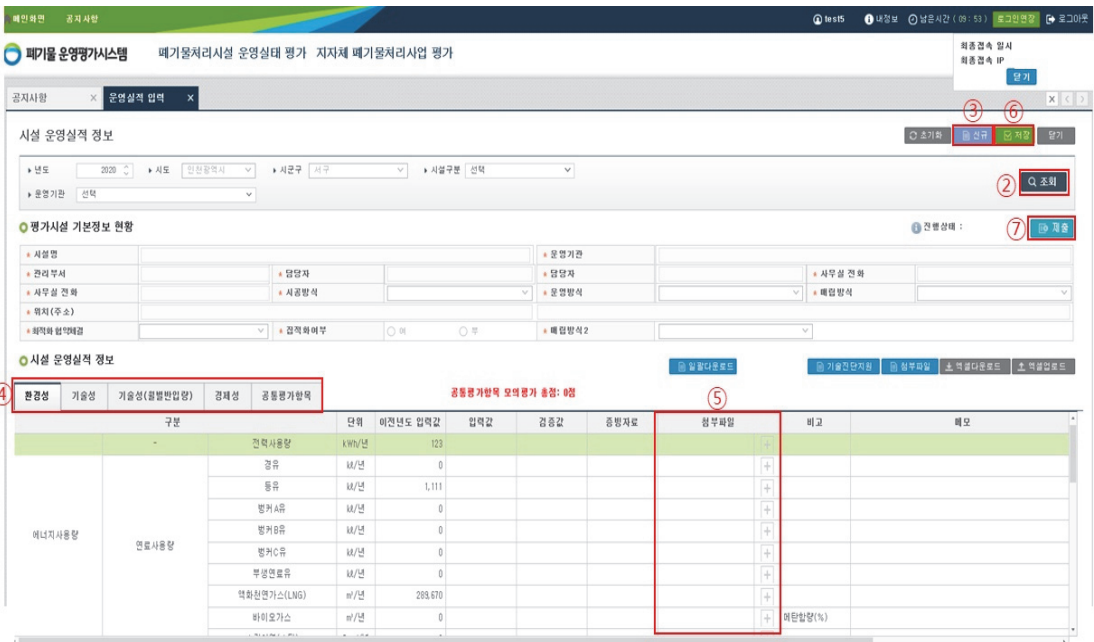 메인화면 공지사항 test5 내정보 남은시간 ( 09 : 53 ) 로그인연장 로그아웃
폐기물 운영평가시스템 폐기물처리시설 운영실태 평가 지자체 폐기물처리사업 평가
최종접속 일시
최종접속 IP
닫기
공지사항 × 운영실적 입력 ×
③ ⑥
시설 운영실적 정보 초기화 신규 저장 닫기
년도 2020 시도 인천광역시 시군구 서구 시설구분 선택
② 조회
운영기관 선택
평가시설 기본정보 현황 진행상태 : ⑦ 제출
시설명 운영기관
관리부서 담당자 담당자 사무실 전화
사무실 전화 시공방식 운영방식 매립방식
위치(주소)
최적화 협약체결 집적화여부 여 부 매립방식2
시설 운영실적 정보 일괄다운로드 기술진단지원 첨부파일 엑셀다운로드 엑셀업로드
④ 환경성 기술성 기술성(월별반입량) 경제성 공통평가항목 공통평가항목 모의평가 총점: 0점
⑤
구분 단위 이전년도 입력값 입력값 검증값 증빙자료 첨부파일 비고 메모
- 전력사용량 kWh/년 123 +
경유 kℓ/년 0 +
등유 kℓ/년 1,111 +
벙커A유 kℓ/년 0 +
에너지사용량 연료사용량 벙커B유 kℓ/년 0 +
벙커C유 kℓ/년 0 +
부생연료유 kℓ/년 0 +
액화천연가스(LNG) ㎥/년 289,670 +
바이오가스 ㎥/년 0 + 메탄함량(%)